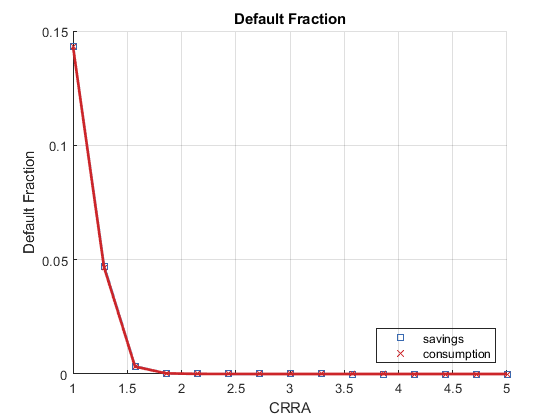 Default Fraction
0.15
0.1
0.05
0
Default Fraction
savings
consumption
1 1.5 2 2.5 3 3.5 4 4.5 5
CRRA